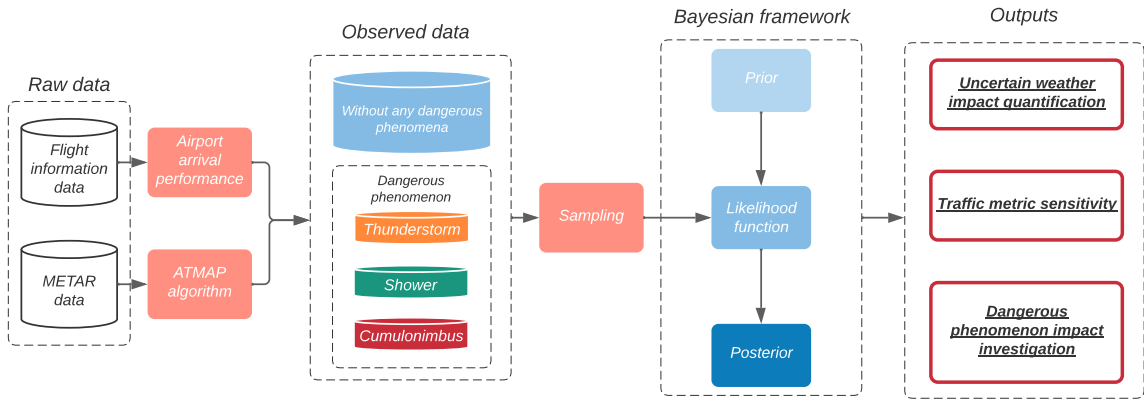 Raw data
Flight
information
data
METAR
data
Airport
arrival
performance
ATMAP
algorithm
Observed data
Without any dangerous
phenomena
Dangerous
phenomenon
Thunderstorm
Shower
Cumulonimbus
Sampling
Bayesian framework
Prior
Likelihood
function
Posterior
Outputs
Uncertain weather
impact quantification
Traffic metric sensitivity
Dangerous
phenomenon impact
investigation